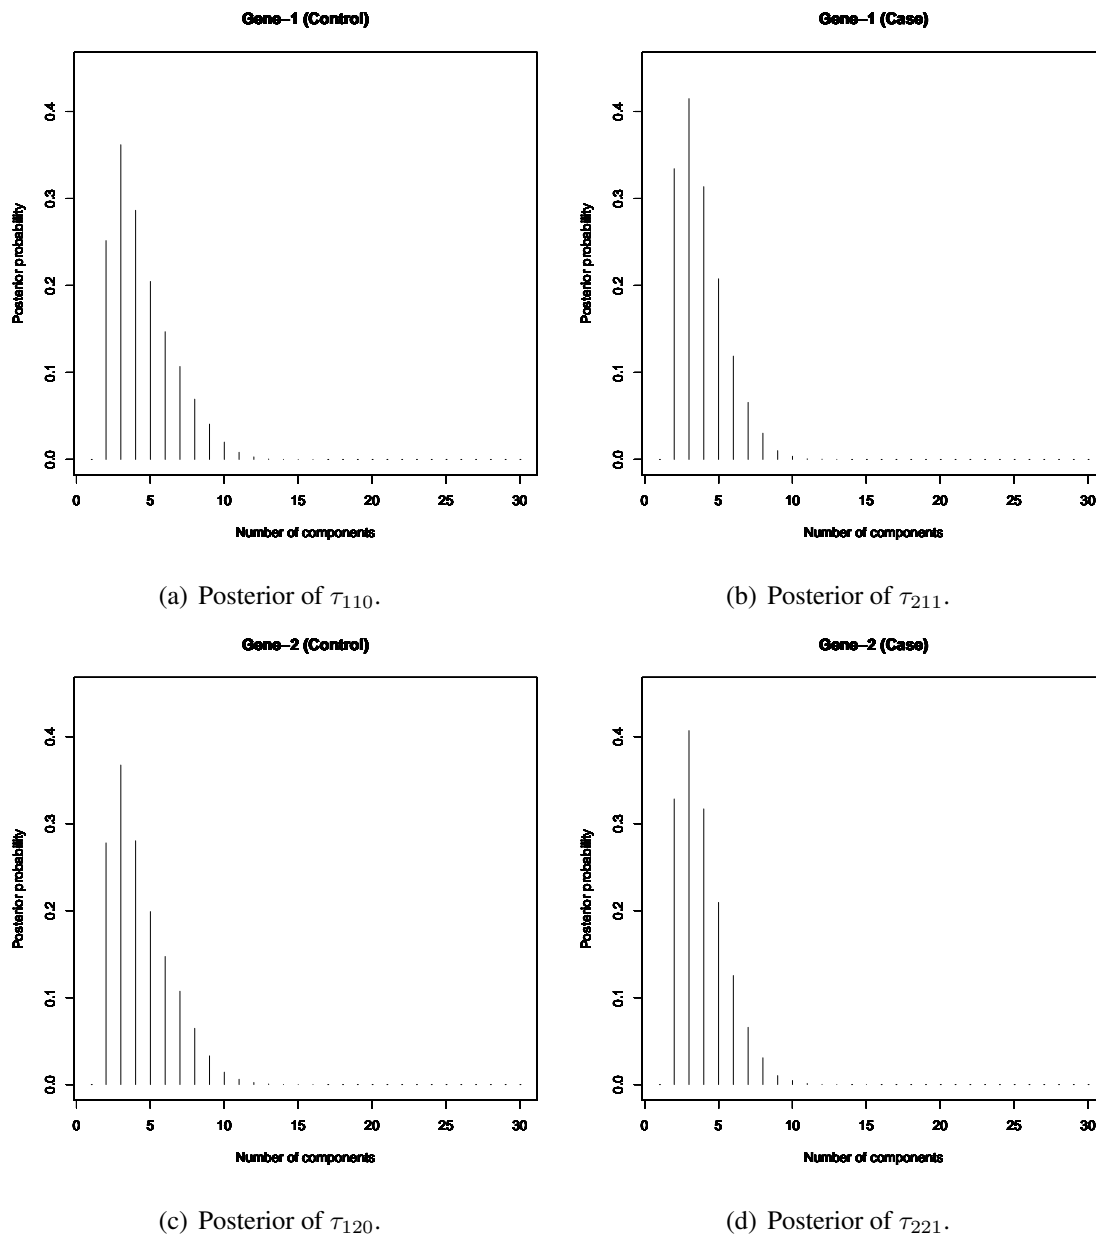 Gene–1 (Control)
Posterior probability
0.4
0.3
0.2
0.1
0.0
0 5 10 15 20 25 30
Number of components
(a) Posterior of τ110.
Gene–1 (Case)
Posterior probability
0.4
0.3
0.2
0.1
0.0
0 5 10 15 20 25 30
Number of components
(b) Posterior of τ211.
Gene–2 (Control)
Posterior probability
0.4
0.3
0.2
0.1
0.0
0 5 10 15 20 25 30
Number of components
(c) Posterior of τ120.
Gene–2 (Case)
Posterior probability
0.4
0.3
0.2
0.1
0.0
0 5 10 15 20 25 30
Number of components
(d) Posterior of τ221.